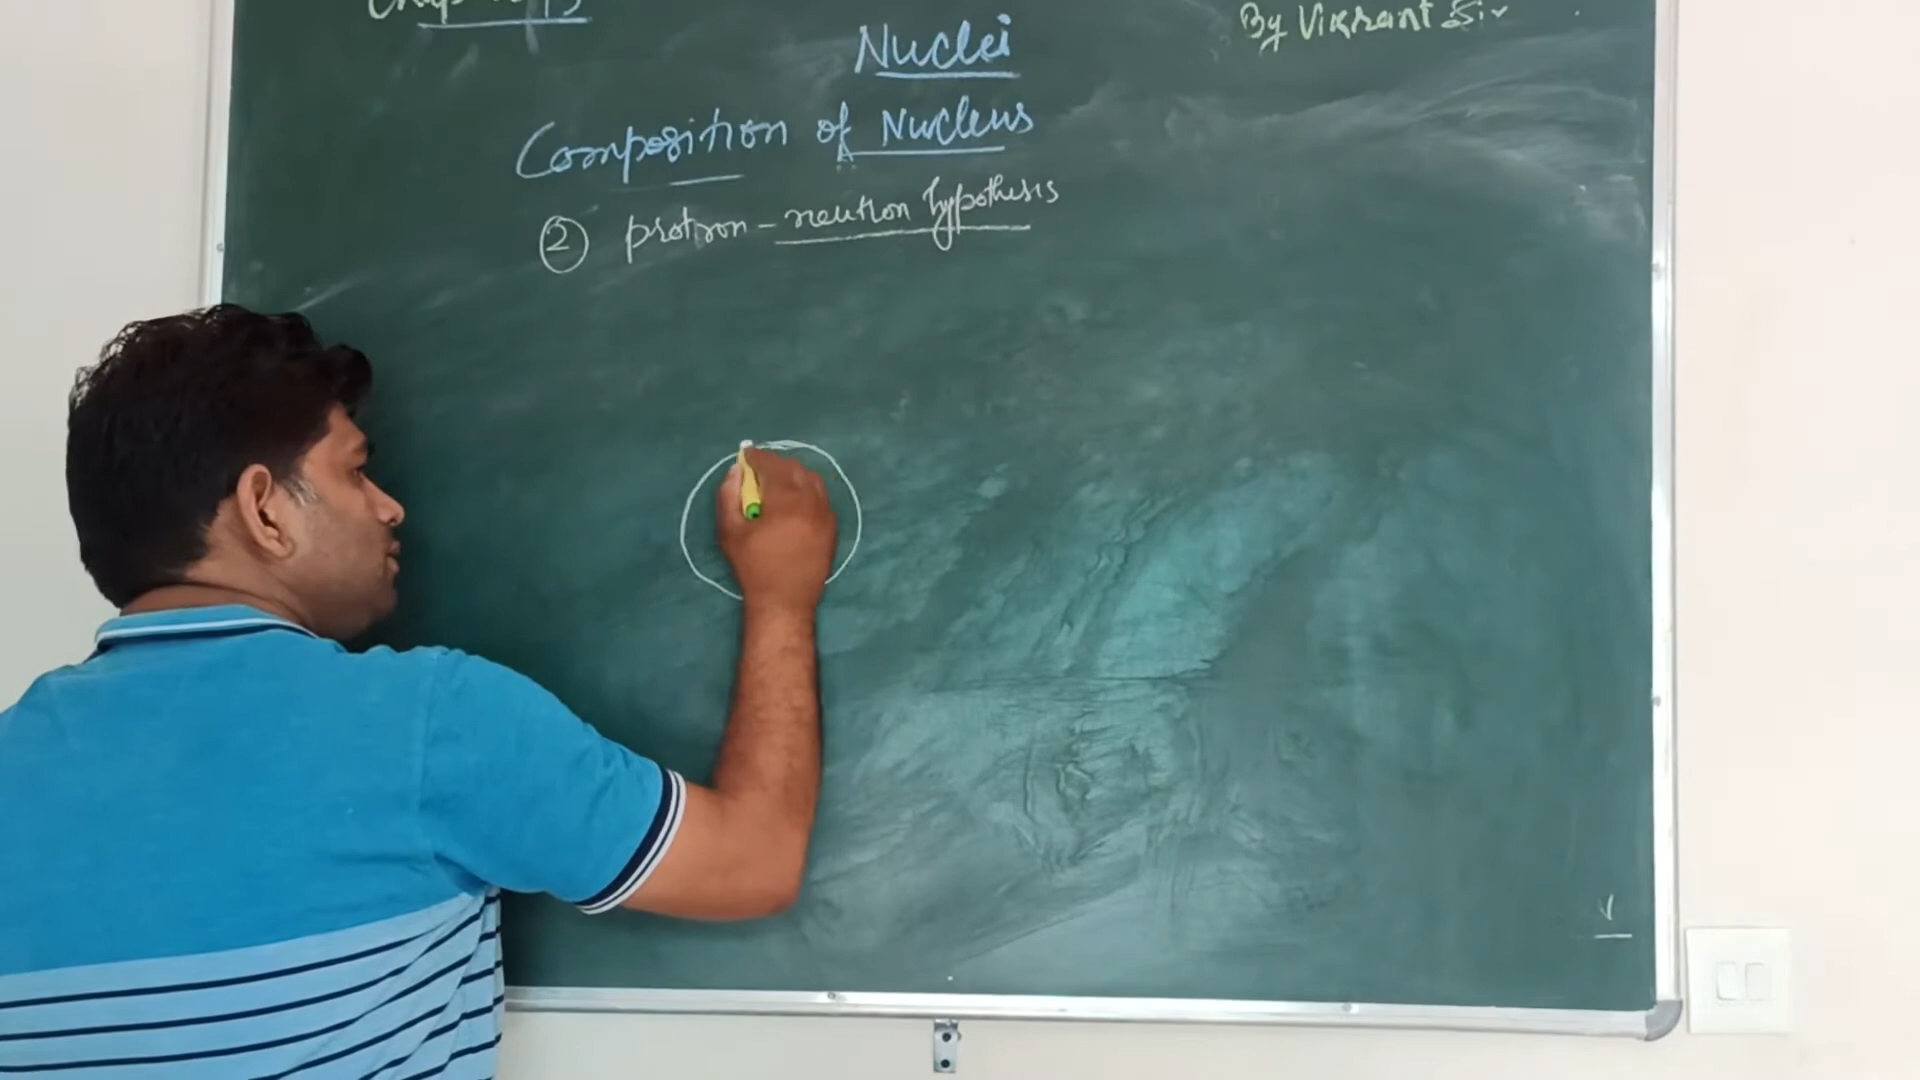 By Vikrant Sir
Nuclei
Composition of Nucleus
② protron - neutron hypothesis